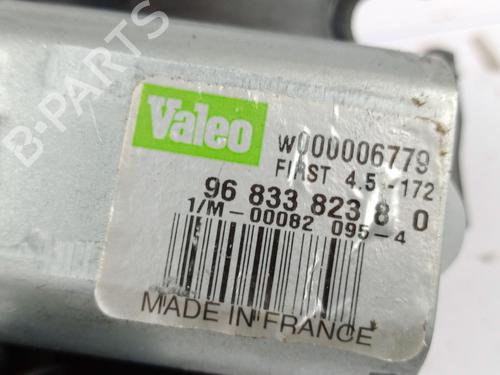 Valeo
W000006779
FIRST 4.5 -172
96 833 823 8 0
1/M-00082 095-4
MADE IN FRANCE
B-PARTS